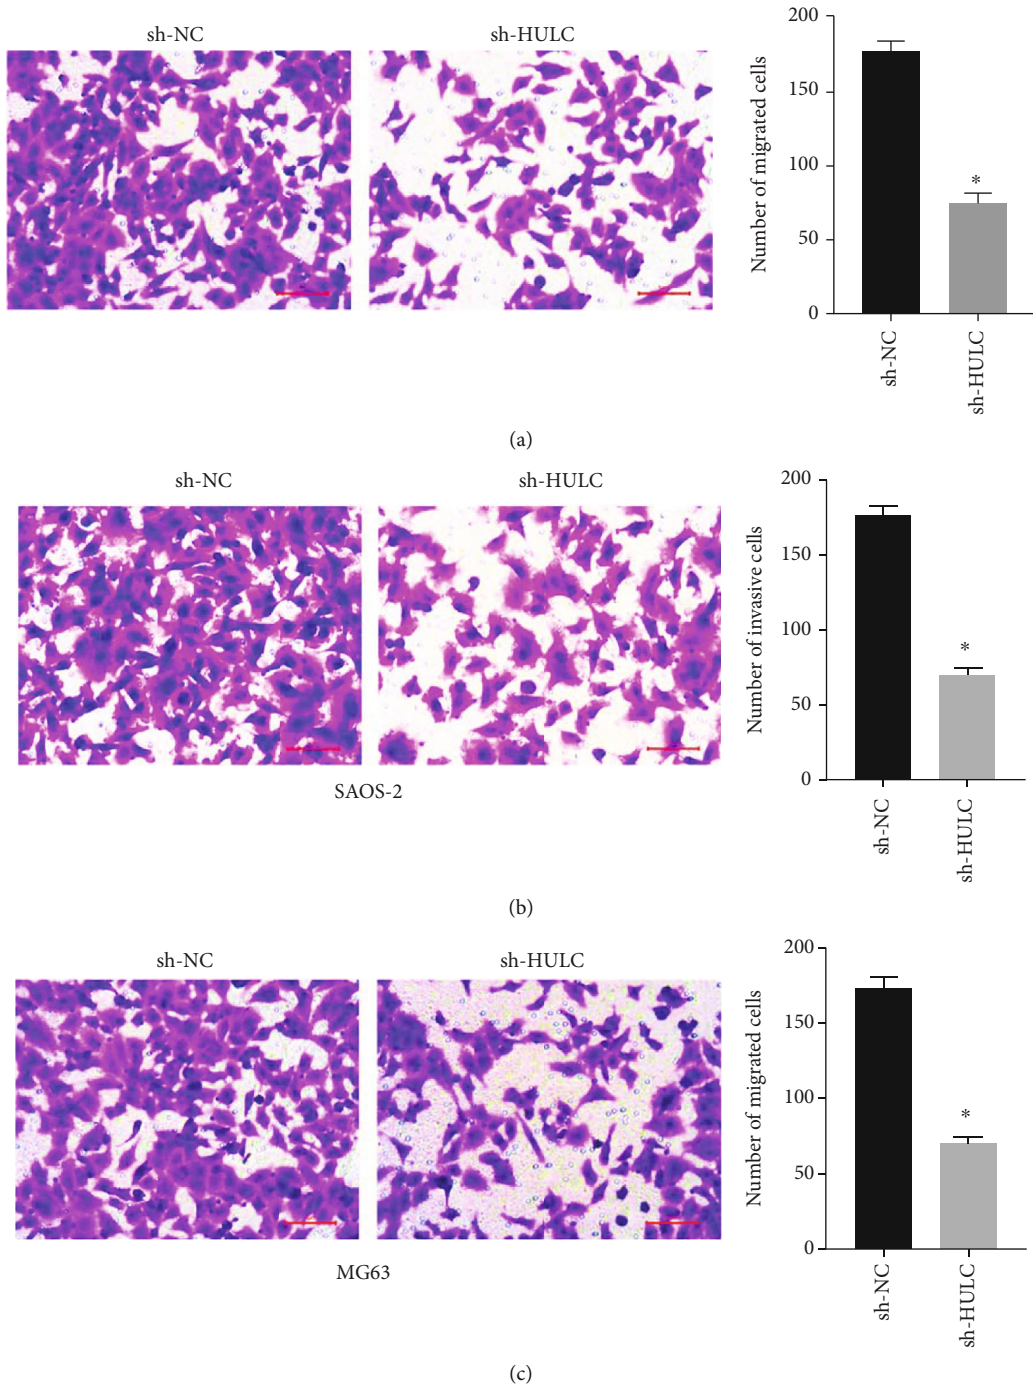 sh-NC
sh-HULC
Number of migrated cells
200
150
100
50
0
*
sh-NC
sh-HULC
(a)
sh-NC
sh-HULC
SAOS-2
Number of invasive cells
200
150
100
50
0
*
sh-NC
sh-HULC
(b)
sh-NC
sh-HULC
MG63
Number of migrated cells
200
150
100
50
0
*
sh-NC
sh-HULC
(c)